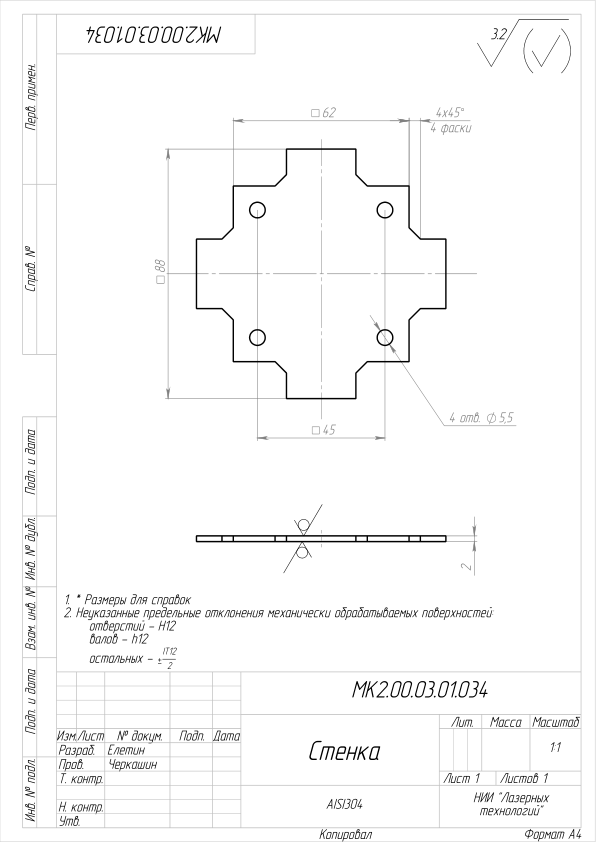 МК2.00.03.01.034
3.2
Перв. примен.
Справ. №
□ 62
4x45°
4 фаски
□ 88
4 отв. ∅ 5,5
□ 45
2
1. * Размеры для справок
2. Неуказанные предельные отклонения механически обрабатываемых поверхностей
отверстий – H12
валов – h12
остальных – ± IT12/2
Подп. и дата
Инв. № дубл.
Взам. инв. №
Подп. и дата
Инв. № подл.
МК2.00.03.01.034
Изм. Лист № докум. Подп. Дата
Разраб. Елетин
Пров. Черкашин
Т. контр.
Н. контр.
Утв.
Стенка
Лит. Масса Масштаб
1:1
Лист 1 Листов 1
AISI304
НИИ "Лазерных
технологий"
Копировал Формат А4